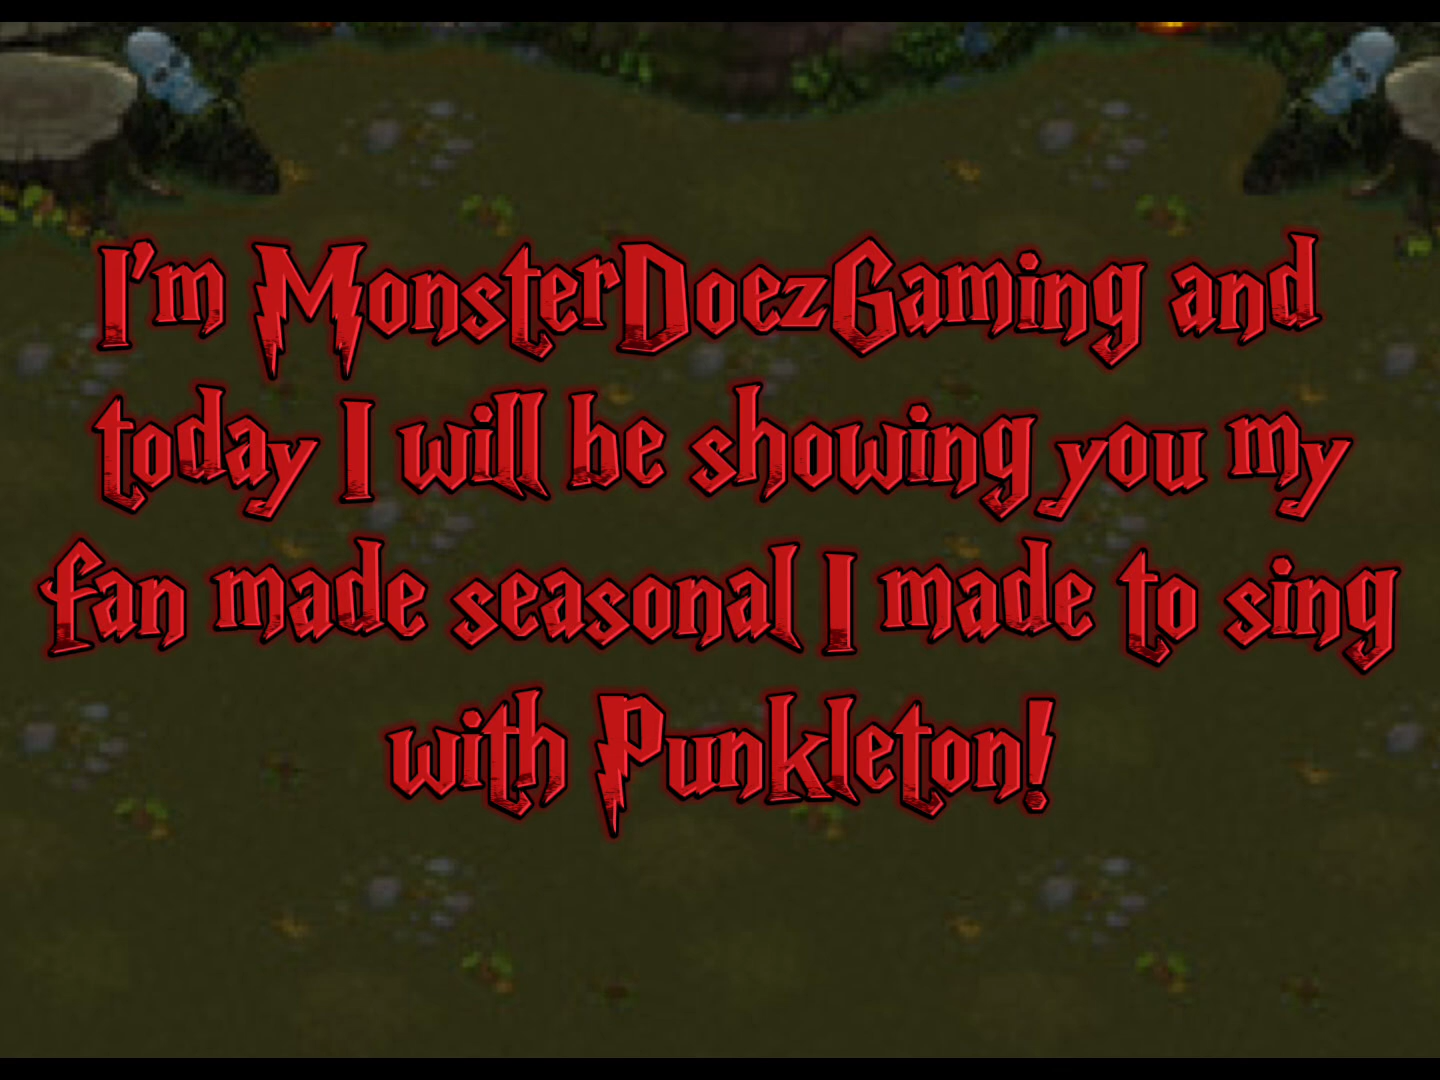 I'm MonsterDoezGaming and
today I will be showing you my
fan made seasonal I made to sing
with Punkleton!